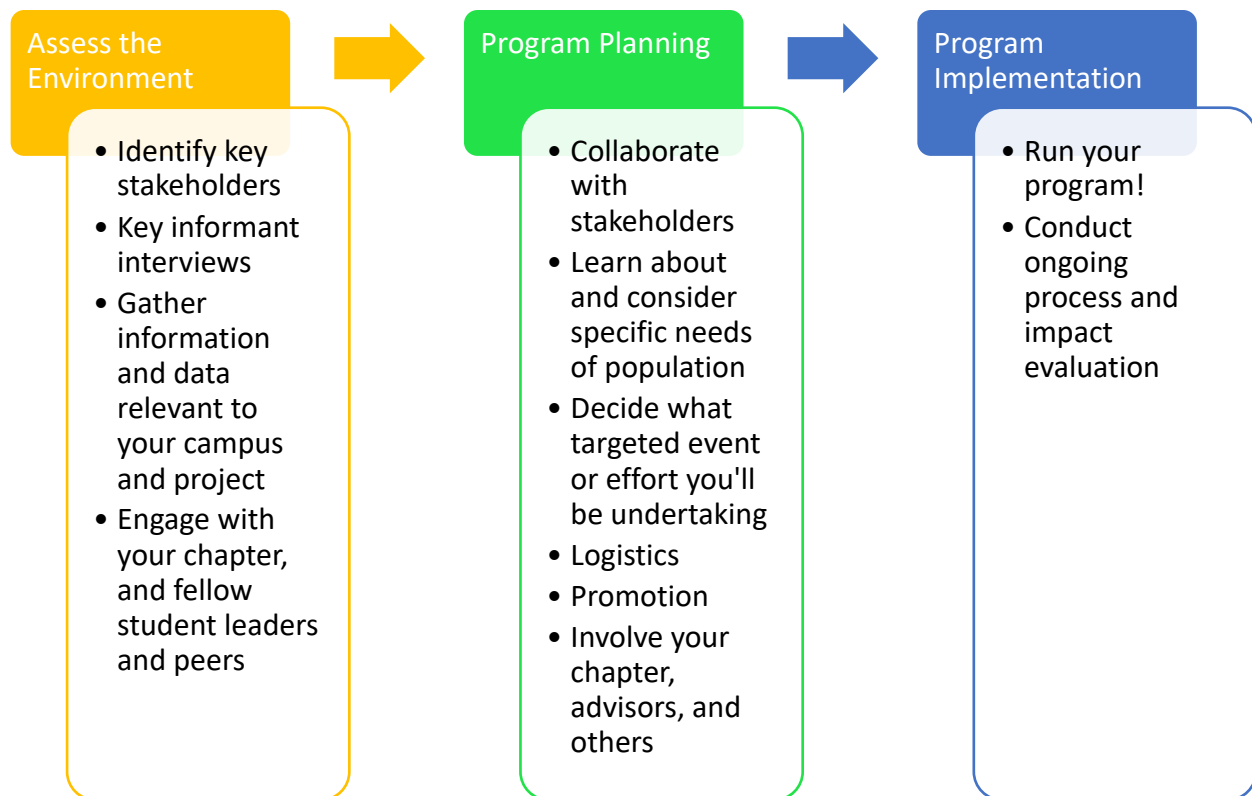 Assess the
Environment
• Identify key
stakeholders
• Key informant
interviews
• Gather
information
and data
relevant to
your campus
and project
• Engage with
your chapter,
and fellow
student leaders
and peers
Program Planning
• Collaborate
with
stakeholders
• Learn about
and consider
specific needs
of population
• Decide what
targeted event
or effort you'll
be undertaking
• Logistics
• Promotion
• Involve your
chapter,
advisors, and
others
Program
Implementation
• Run your
program!
• Conduct
ongoing
process and
impact
evaluation